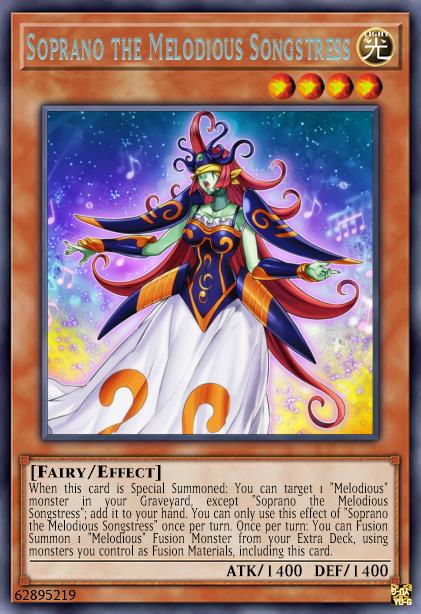 SOPRANO THE MELODIOUS SONGSTRESS
LIGHT
光
[FAIRY/EFFECT]
When this card is Special Summoned: You can target 1 "Melodious"
monster in your Graveyard, except "Soprano the Melodious
Songstress"; add it to your hand. You can only use this effect of "Soprano
the Melodious Songstress" once per turn. Once per turn: You can Fusion
Summon 1 "Melodious" Fusion Monster from your Extra Deck, using
monsters you control as Fusion Materials, including this card.
ATK/1400 DEF/1400
62895219